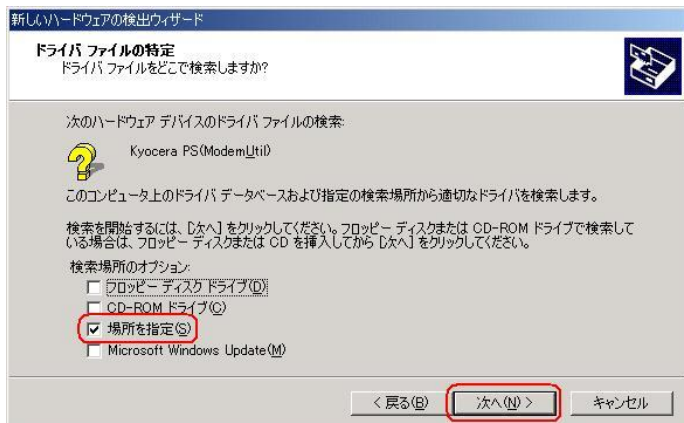 新しいハードウェアの検出ウィザード
ドライバ ファイルの特定
ドライバ ファイルをどこで検索しますか?
次のハードウェア デバイスのドライバ ファイルの検索:
Kyocera PS(ModemUtil)
このコンピュータ上のドライバ データベースおよび指定の検索場所から適切なドライバを検索します。
検索を開始するには、[次へ] をクリックしてください。フロッピー ディスクまたは CD-ROM ドライブで検索して
いる場合は、フロッピー ディスクまたは CD を挿入してから [次へ] をクリックしてください。
検索場所のオプション:
フロッピー ディスク ドライブ(D)
CD-ROM ドライブ(C)
場所を指定(S)
Microsoft Windows Update(M)
< 戻る(B)
次へ(N) >
キャンセル